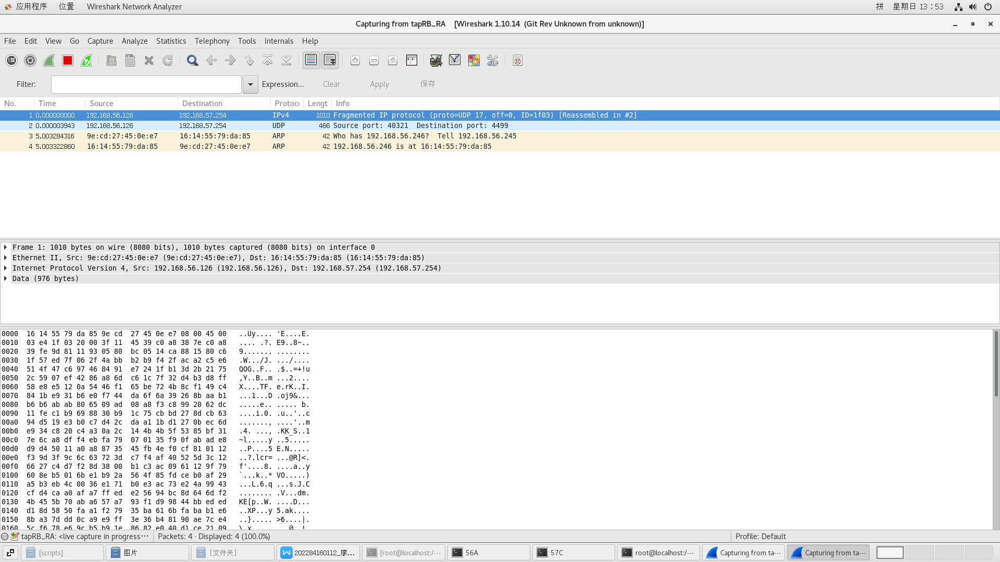 应用程序 位置 Wireshark Network Analyzer 拼 星期日 13：53
Capturing from tapRB_RA [Wireshark 1.10.14 (Git Rev Unknown from unknown)]
File Edit View Go Capture Analyze Statistics Telephony Tools Internals Help
Filter: Expression... Clear Apply 保存
No. Time Source Destination Protoc Lengt Info
1 0.000000000 192.168.56.126 192.168.57.254 IPv4 1010 Fragmented IP protocol (proto=UDP 17, off=0, ID=1f03) [Reassembled in #2]
2 0.000003943 192.168.56.126 192.168.57.254 UDP 466 Source port: 40321 Destination port: 4499
3 5.003284316 9e:cd:27:45:0e:e7 16:14:55:79:da:85 ARP 42 Who has 192.168.56.246? Tell 192.168.56.245
4 5.003322860 16:14:55:79:da:85 9e:cd:27:45:0e:e7 ARP 42 192.168.56.246 is at 16:14:55:79:da:85
Frame 1: 1010 bytes on wire (8080 bits), 1010 bytes captured (8080 bits) on interface 0
Ethernet II, Src: 9e:cd:27:45:0e:e7 (9e:cd:27:45:0e:e7), Dst: 16:14:55:79:da:85 (16:14:55:79:da:85)
Internet Protocol Version 4, Src: 192.168.56.126 (192.168.56.126), Dst: 192.168.57.254 (192.168.57.254)
Data (976 bytes)
0000 16 14 55 79 da 85 9e cd 27 45 0e e7 08 00 45 00 ..Uy.... 'E....E.
0010 03 e4 1f 03 20 00 3f 11 45 39 c0 a8 38 7e c0 a8 .... .?. E9..8~..
0020 39 fe 9d 81 11 93 05 80 bc 05 14 ca 88 15 80 c6 9....... ........
0030 1f 57 ed 7f 06 2f 4a bb b2 b9 f4 2f ac a2 c5 e6 .W.../J. .../....
0040 51 4f 47 c6 97 46 84 91 e7 24 1f b1 3d 2b 21 75 QOG..F.. .$..=+!u
0050 2c 59 07 ef 42 86 a8 6d c6 1c 7f 32 d4 b3 d8 ff ,Y..B..m ...2....
0060 58 e8 e5 12 0a 54 46 f1 65 be 72 4b 8c f1 49 c4 X....TF. e.rK..I.
0070 84 1b e9 31 b6 e0 f7 44 da 6f 6a 39 26 8b aa b1 ...1...D .oj9&...
0080 b6 b6 ab ab 80 65 09 ad 08 a8 f3 c8 99 20 62 dc .....e.. ..... b.
0090 11 fe c1 b9 69 88 30 b9 1c 75 cb bd 27 8d cb 63 ....i.0. .u..'..c
00a0 94 d5 19 e3 b0 c7 d4 2c da a1 1b d1 27 0b ec 6d ......., ....'..m
00b0 e9 34 c8 20 c4 a3 0a 2c 14 4b 4b 5f 53 85 bf 31 .4. ..., .KK_S..1
00c0 7e 6c a8 df f4 eb fa 79 07 01 35 f9 0f ab ad e8 ~l.....y ..5.....
00d0 d9 d4 50 11 a0 a8 87 35 45 fb 4e f0 cf 81 01 12 ..P....5 E.N.....
00e0 f3 9d 3f 9c 6c 63 72 3d c7 f4 af 40 52 5d 3c 12 ..?.lcr= ...@R]<.
00f0 66 27 c4 d7 f2 8d 38 00 b1 c3 ac 09 61 12 9f 79 f'....8. ....a..y
0100 60 8e b5 01 6b e1 b9 2a 56 4f 85 fd ce b0 af 29 `...k..* VO.....)
0110 a5 b3 eb 4c 00 36 e1 71 b0 e3 ac 73 e2 4a 99 43 ...L.6.q ...s.J.C
0120 cf d4 ca a0 af a7 ff ed e2 56 94 bc 8d 64 6d f2 ........ .V...dm.
0130 4b 45 5b 70 ab a6 57 a7 93 f1 d9 98 44 bb ed ed KE[p..W. ....D...
0140 d1 8d 58 50 fa a1 f2 79 35 ba 61 6b fa ba b1 e6 ..XP...y 5.ak....
0150 8b a3 7d dd 0c a9 e9 ff 3e 36 b4 81 90 ae 7c e4 ..}..... >6....|.
0160 5c f6 78 e6 9c b5 b9 1e 86 82 e0 40 d1 ce 21 09 \.x..... ...@..!.
tapRB_RA: <live capture in progress… Packets: 4 · Displayed: 4 (100.0%) Profile: Default
[scripts] 图片 [文件夹] 202284160112_廖… [root@localhost:/… 56A 57C root@localhost:/… Capturing from ta… Capturing from ta…